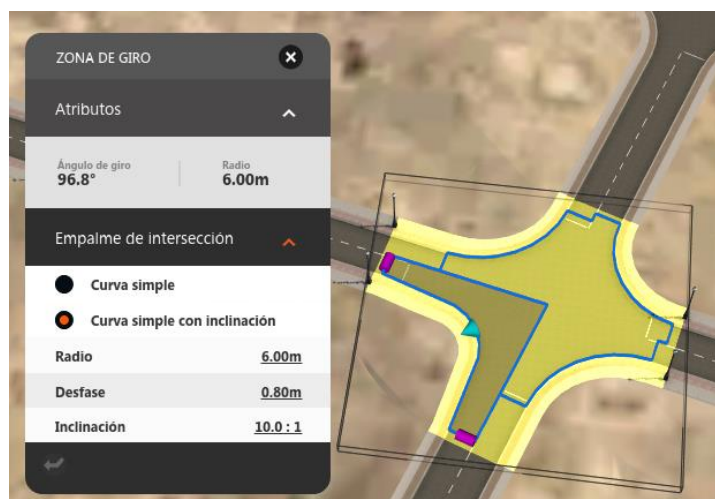 ZONA DE GIRO
Atributos
Ángulo de giro Radio
96.8° 6.00m
Empalme de intersección
Curva simple
Curva simple con inclinación
Radio 6.00m
Desfase 0.80m
Inclinación 10.0 : 1